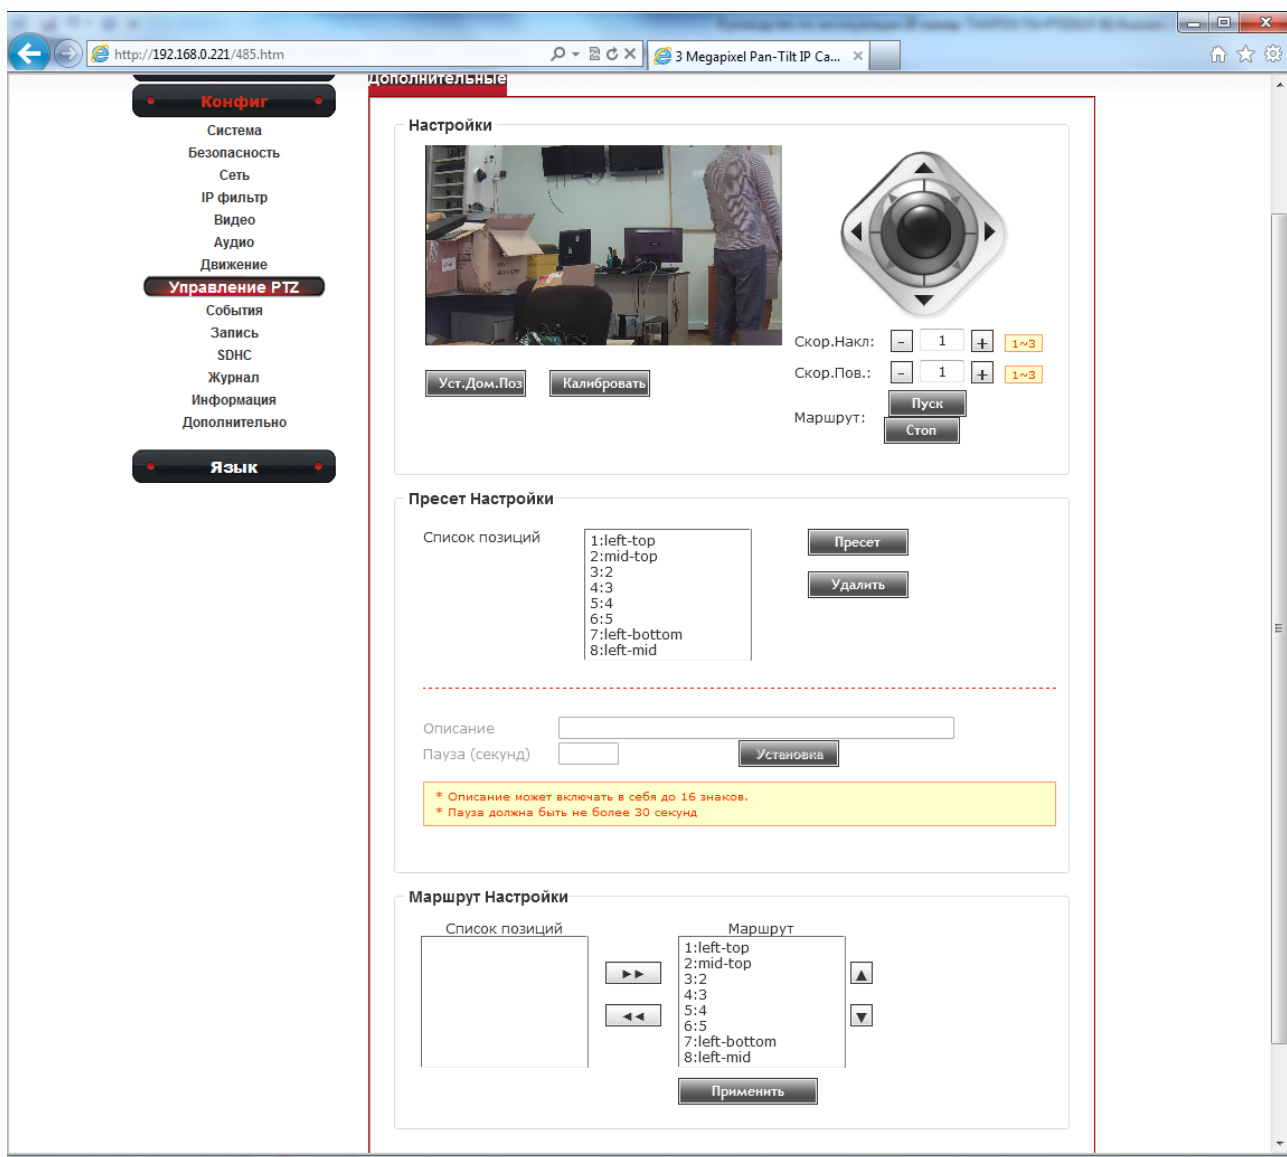 http://192.168.0.221/485.htm
3 Megapixel Pan-Tilt IP Ca...
Дополнительные
Конфиг
Система
Безопасность
Сеть
IP фильтр
Видео
Аудио
Движение
Управление PTZ
События
Запись
SDHC
Журнал
Информация
Дополнительно
Язык
Настройки
Уст.Дом.Поз
Калибровать
Скор.Накл:
-
1
+
1~3
Скор.Пов.:
-
1
+
1~3
Маршрут:
Пуск
Стоп
Пресет Настройки
Список позиций
1:left-top
2:mid-top
3:2
4:3
5:4
6:5
7:left-bottom
8:left-mid
Пресет
Удалить
Описание
Пауза (секунд)
Установка
* Описание может включать в себя до 16 знаков.
* Пауза должна быть не более 30 секунд
Маршрут Настройки
Список позиций
Маршрут
1:left-top
2:mid-top
3:2
4:3
5:4
6:5
7:left-bottom
8:left-mid
Применить